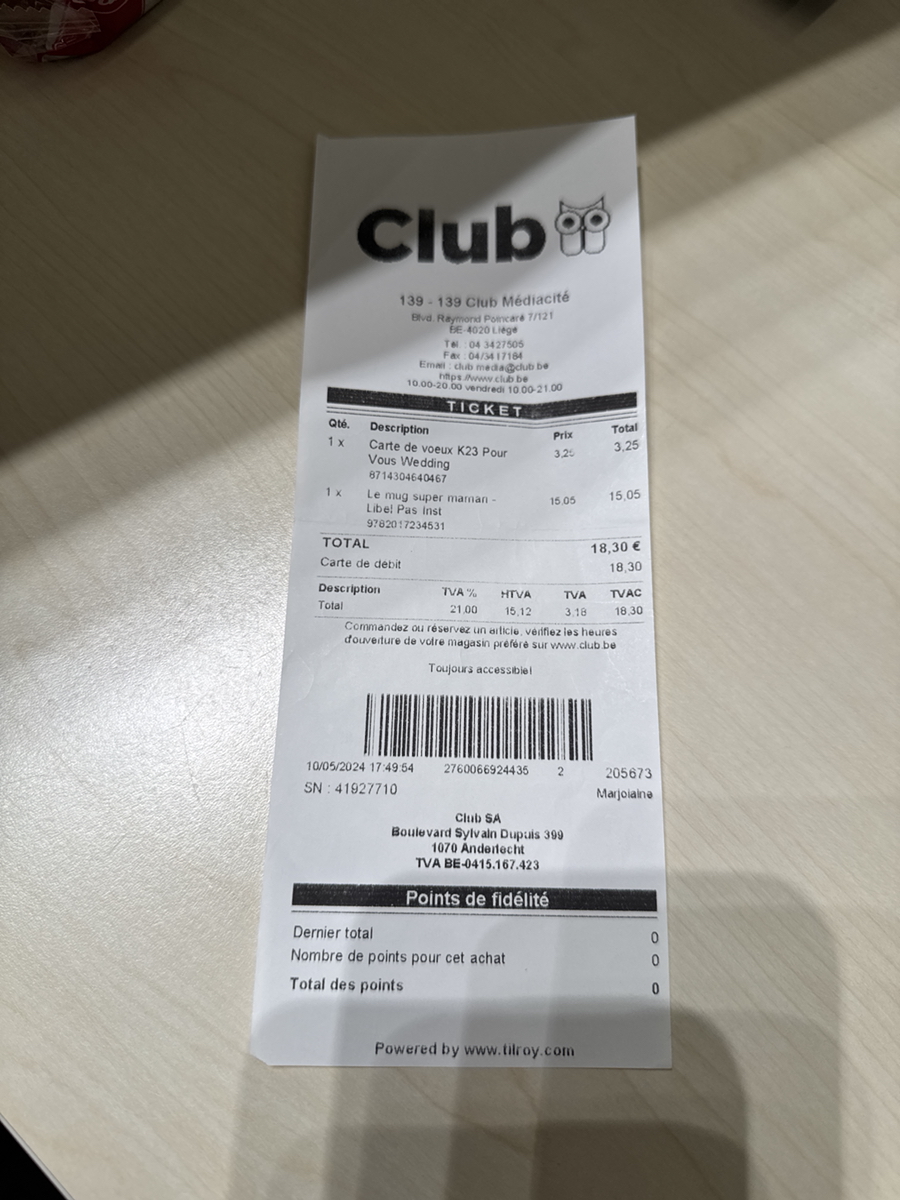 Club
139 - 139 Club Médiacité
Blvd. Raymond Poincaré 7/121
BE-4020 Liège
Tel. : 04 3427505
Fax : 04/3417184
Email : club.media@club.be
https://www.club.be
10.00-20.00 vendredi 10.00-21.00
TICKET
Qté. Description Prix Total
1 x Carte de voeux K23 Pour 3,25 3,25
Vous Wedding
8714304640467
1 x Le mug super maman - 15,05 15,05
Libel Pas Inst
9782017234531
TOTAL 18,30 €
Carte de débit 18,30
Description TVA % HTVA TVA TVAC
Total 21,00 15,12 3,18 18,30
Commandez ou réservez un article, vérifiez les heures
d'ouverture de votre magasin préféré sur www.club.be
Toujours accessible!
10/05/2024 17:49:54 2760066924435 2 205673
SN : 41927710 Marjolaine
Club SA
Boulevard Sylvain Dupuis 399
1070 Anderlecht
TVA BE-0415.167.423
Points de fidélité
Dernier total 0
Nombre de points pour cet achat 0
Total des points 0
Powered by www.tilroy.com